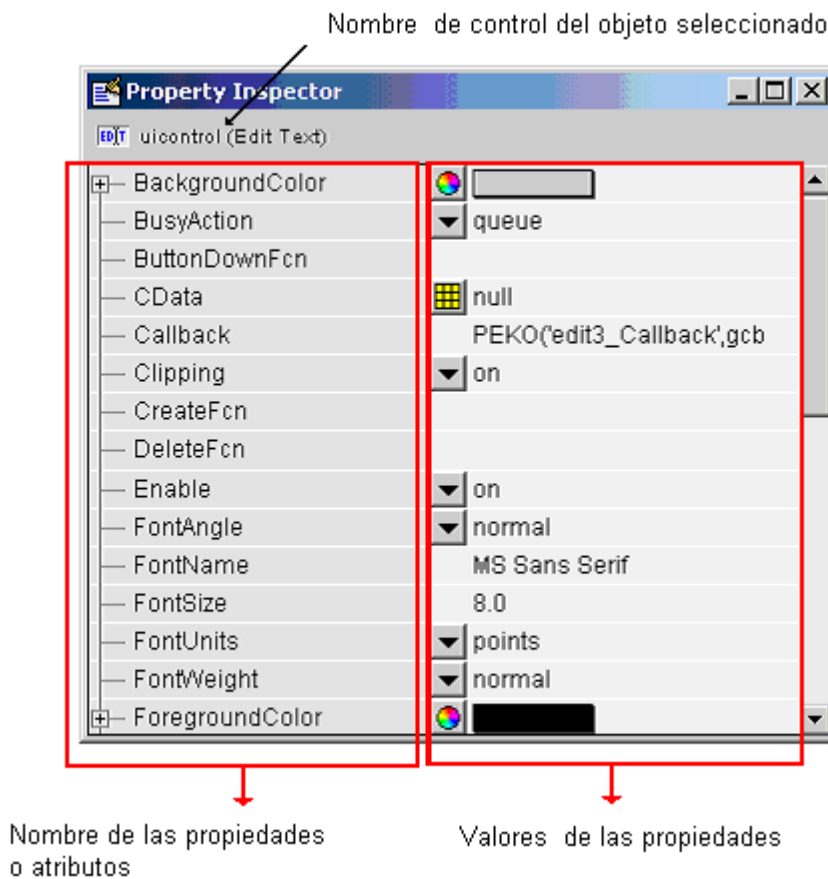 Nombre de control del objeto seleccionado
Property Inspector
EDIT uicontrol (Edit Text)
BackgroundColor
BusyAction queue
ButtonDownFcn
CData null
Callback PEKO('edit3_Callback',gcb
Clipping on
CreateFcn
DeleteFcn
Enable on
FontAngle normal
FontName MS Sans Serif
FontSize 8.0
FontUnits points
FontWeight normal
ForegroundColor
Nombre de las propiedades
o atributos
Valores de las propiedades